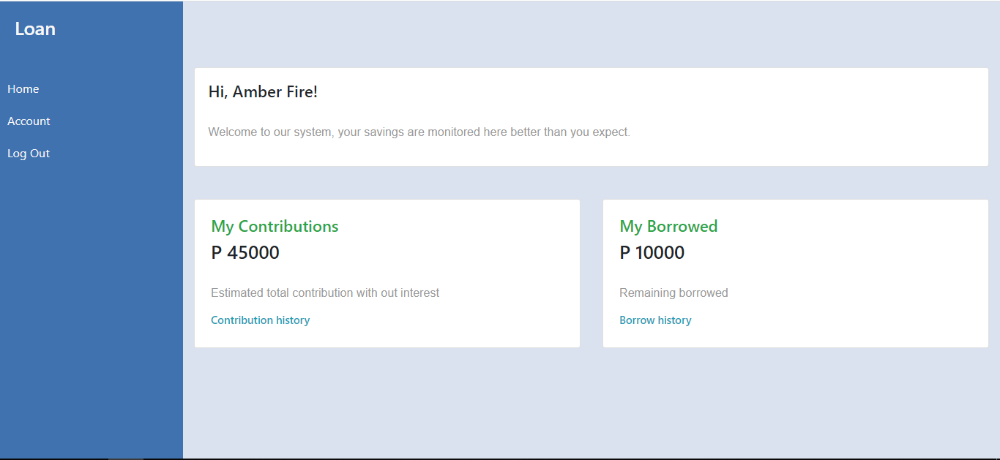 Loan
Home
Account
Log Out
Hi, Amber Fire!
Welcome to our system, your savings are monitored here better than you expect.
My Contributions
P 45000
Estimated total contribution with out interest
Contribution history
My Borrowed
P 10000
Remaining borrowed
Borrow history